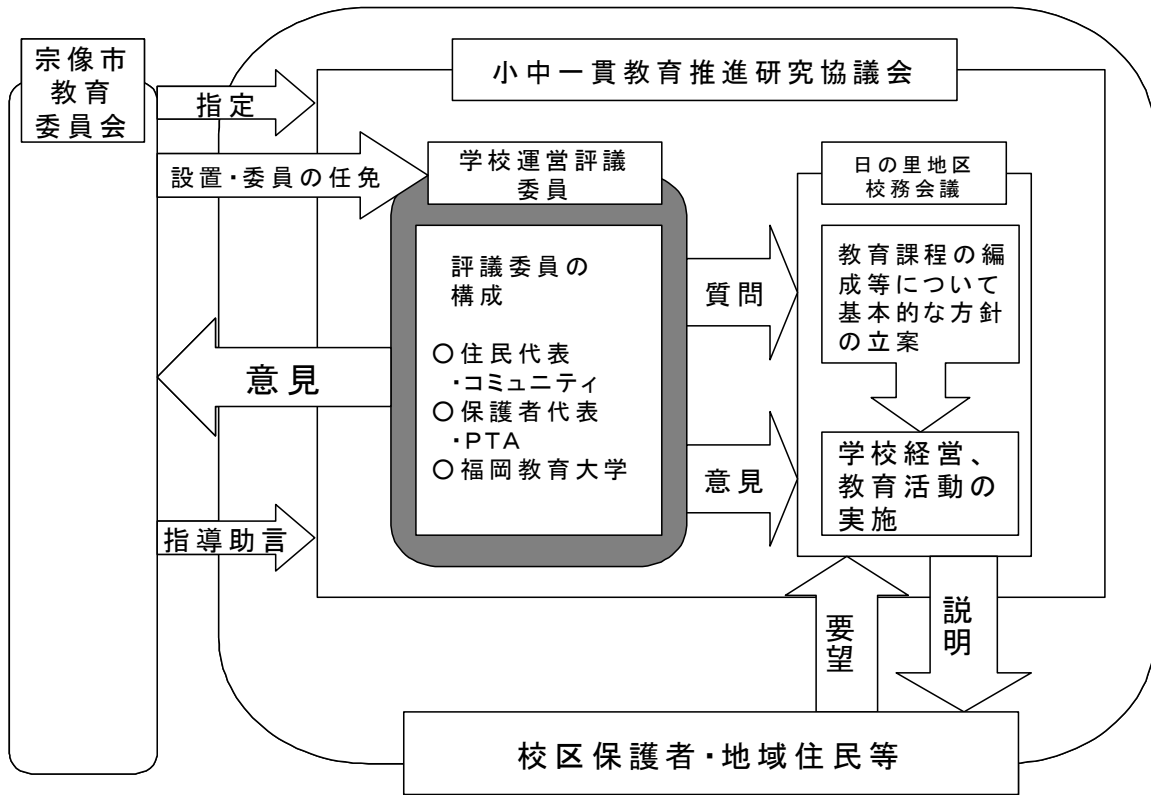 宗像市
教育
委員会
小中一貫教育推進研究協議会
指定
設置・委員の任免
学校運営評議
委員
日の里地区
校務会議
評議委員の
構成
○住民代表
・コミュニティ
○保護者代表
・PTA
○福岡教育大学
質問
意見
教育課程の編
成等について
基本的な方針
の立案
学校経営、
教育活動の
実施
意見
指導助言
要望
説明
校区保護者・地域住民等